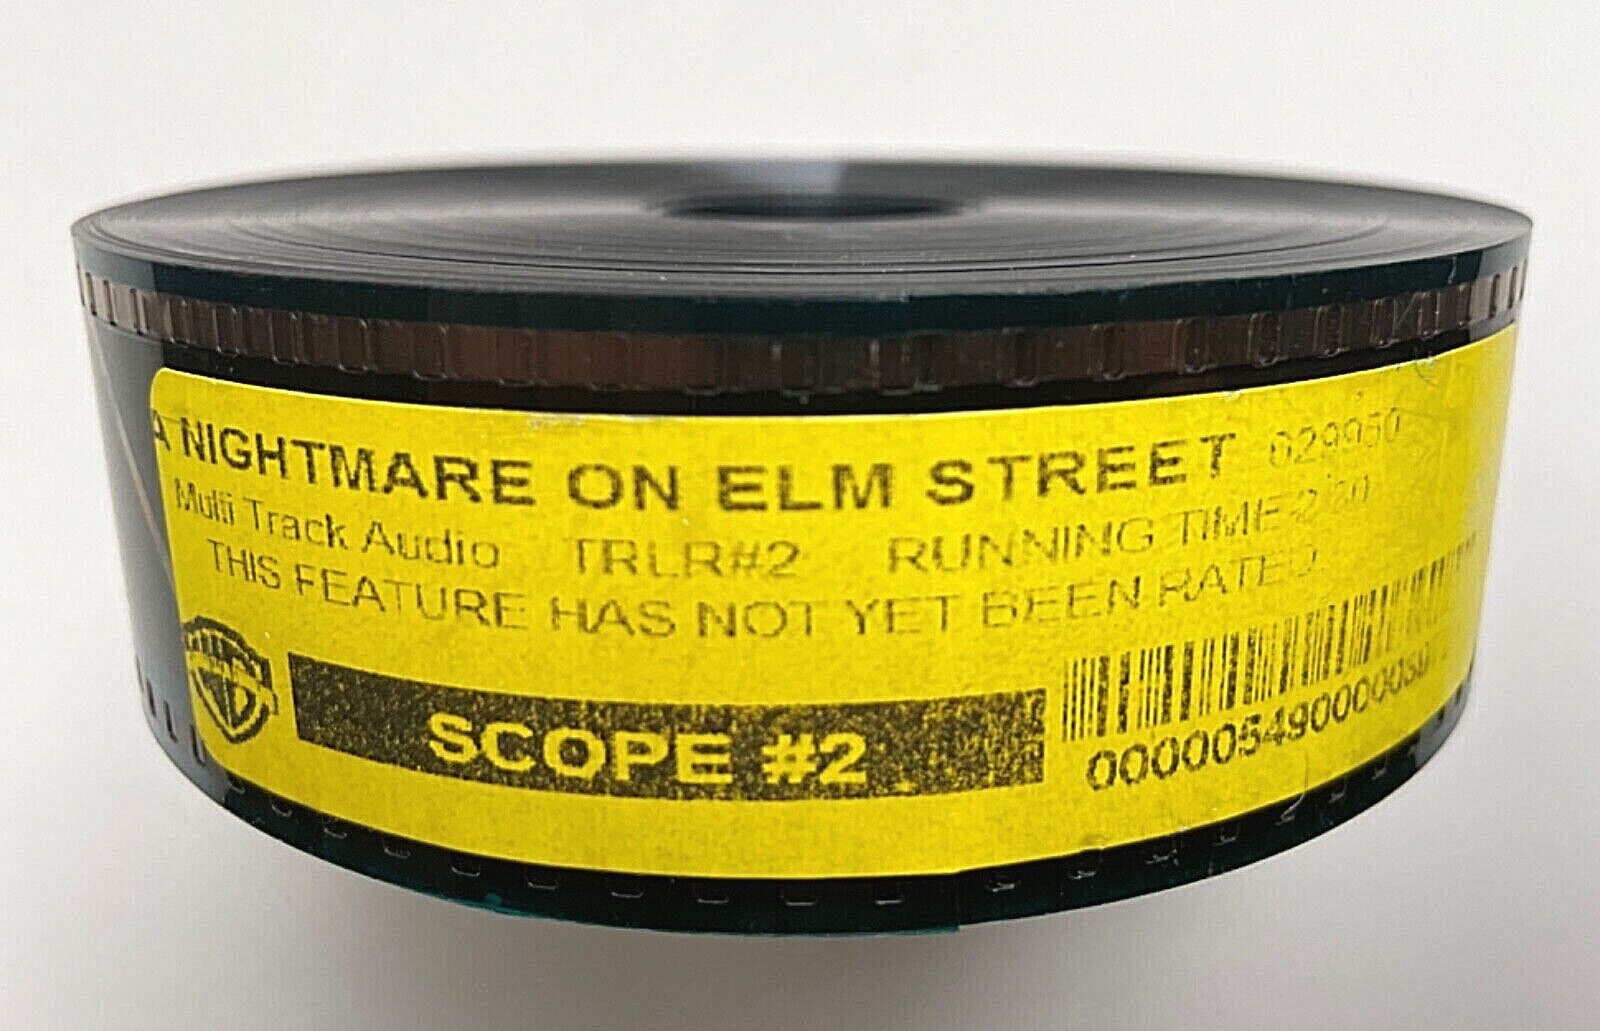 A NIGHTMARE ON ELM STREET 029950
Multi Track Audio TRLR#2 RUNNING TIME
THIS FEATURE HAS NOT YET BEEN RATED.
SCOPE #2